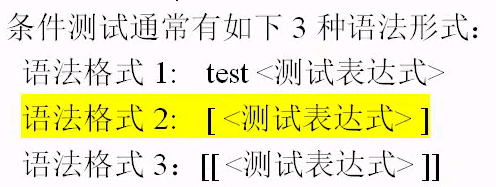 条件测试通常有如下 3 种语法形式：
语法格式 1： test <测试表达式>
语法格式 2： [ <测试表达式> ]
语法格式 3：[[ <测试表达式> ]]